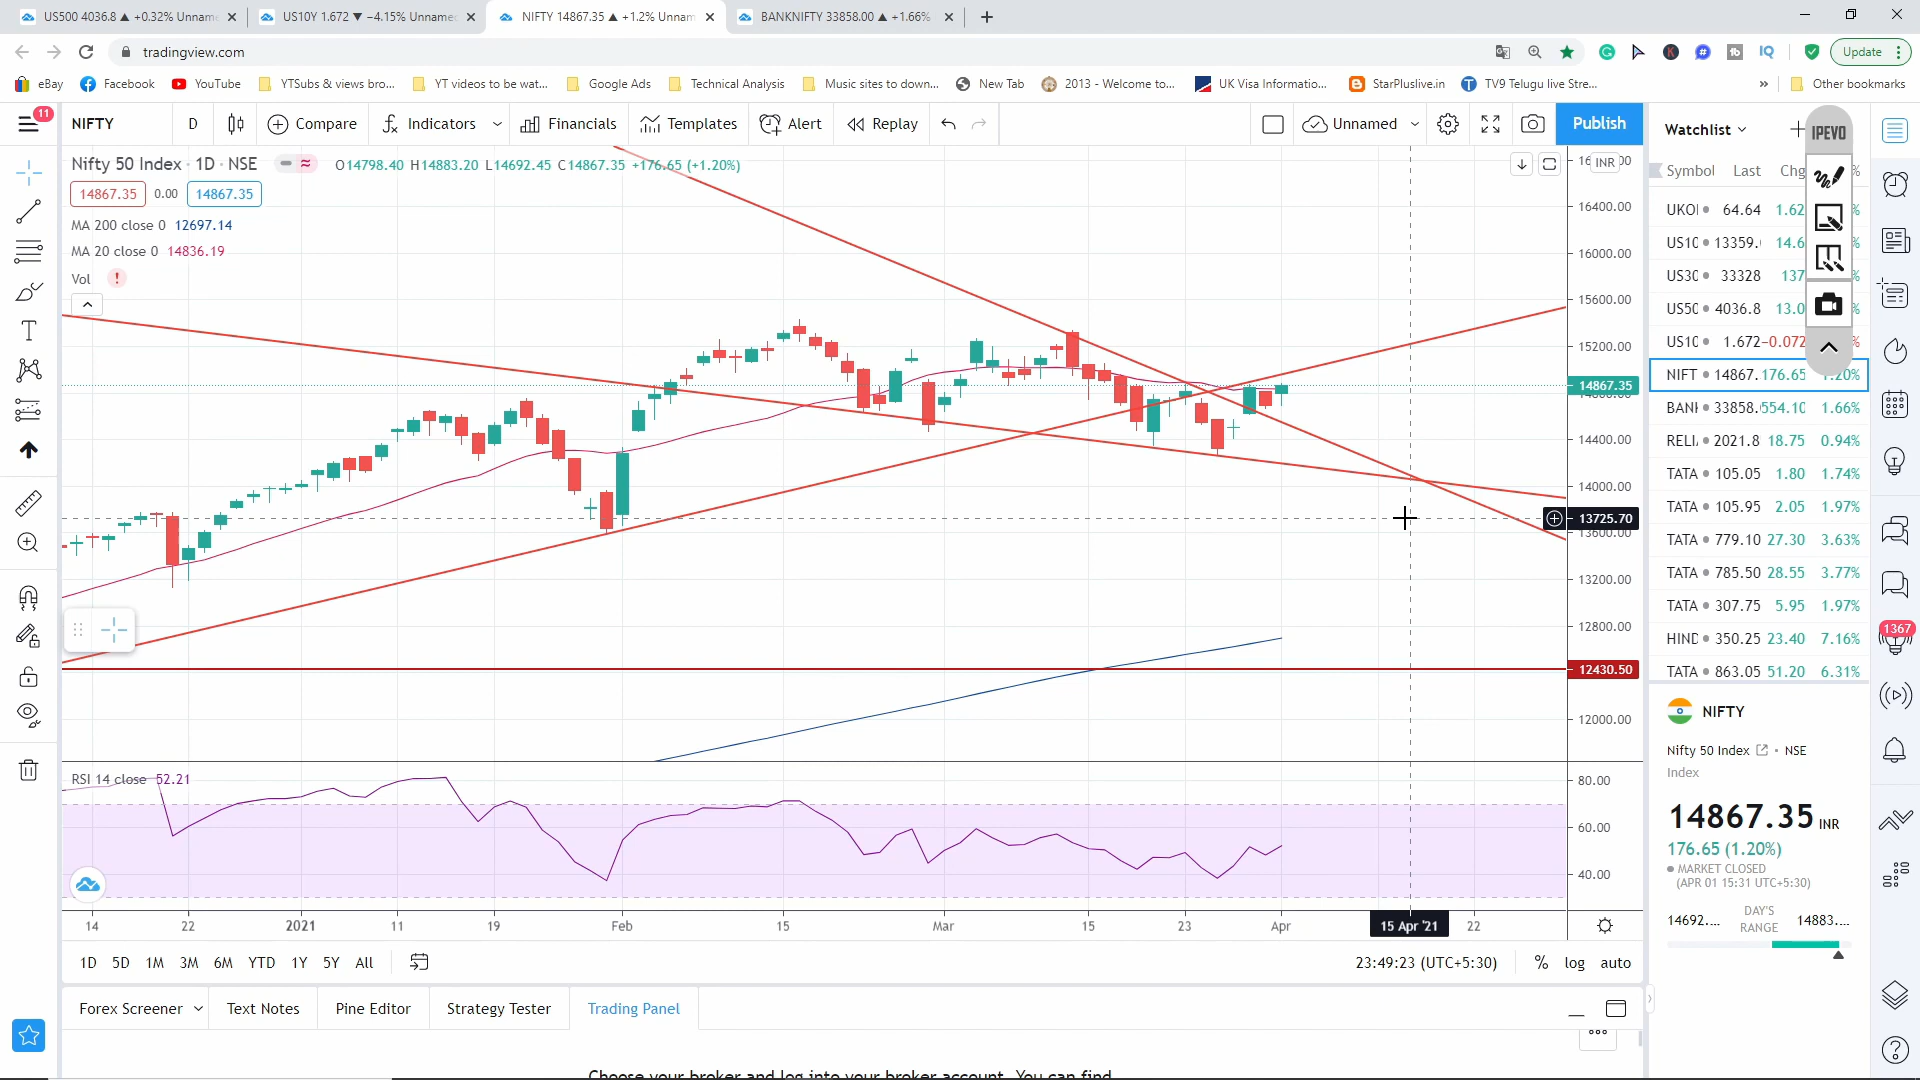 US500 4036.8 ▲ +0.32% Unname
US10Y 1.672 ▼ −4.15% Unnamed
NIFTY 14867.35 ▲ +1.2% Unnam
BANKNIFTY 33858.00 ▲ +1.66%
tradingview.com
Update
eBay Facebook YouTube YTSubs & views bro... YT videos to be wat... Google Ads Technical Analysis Music sites to down... New Tab 2013 - Welcome to... UK Visa Informatio... StarPluslive.in TV9 Telugu live Stre... » Other bookmarks
11
NIFTY D Compare Indicators Financials Templates Alert Replay Unnamed Publish
Nifty 50 Index · 1D · NSE O14798.40 H14883.20 L14692.45 C14867.35 +176.65 (+1.20%)
14867.35 0.00 14867.35
MA 200 close 0 12697.14
MA 20 close 0 14836.19
Vol !
INR
16400.00
16000.00
15600.00
15200.00
14867.35
14400.00
14000.00
13725.70
13600.00
13200.00
12800.00
12430.50
12000.00
RSI 14 close 52.21
80.00
60.00
40.00
14 22 2021 11 19 Feb 15 Mar 15 23 Apr 15 Apr '21 22
1D 5D 1M 3M 6M YTD 1Y 5Y All
23:49:23 (UTC+5:30) % log auto
Forex Screener Text Notes Pine Editor Strategy Tester Trading Panel
Choose your broker and log into your broker account. You can find
Watchlist
IPEVO
Symbol Last Chg %
UKOI 64.64 1.62 %
US10 13359. 14.6 %
US30 33328 137 %
US50 4036.8 13.0 %
US10 1.672 −0.072 %
NIFT 14867. 176.65 1.20%
BANK 33858. 554.10 1.66%
RELI 2021.8 18.75 0.94%
TATA 105.05 1.80 1.74%
TATA 105.95 2.05 1.97%
TATA 779.10 27.30 3.63%
TATA 785.50 28.55 3.77%
TATA 307.75 5.95 1.97%
HIND 350.25 23.40 7.16%
TATA 863.05 51.20 6.31%
1367
NIFTY
Nifty 50 Index • NSE
Index
14867.35 INR
176.65 (1.20%)
MARKET CLOSED
(APR 01 15:31 UTC+5:30)
14692.... DAY'S RANGE 14883....